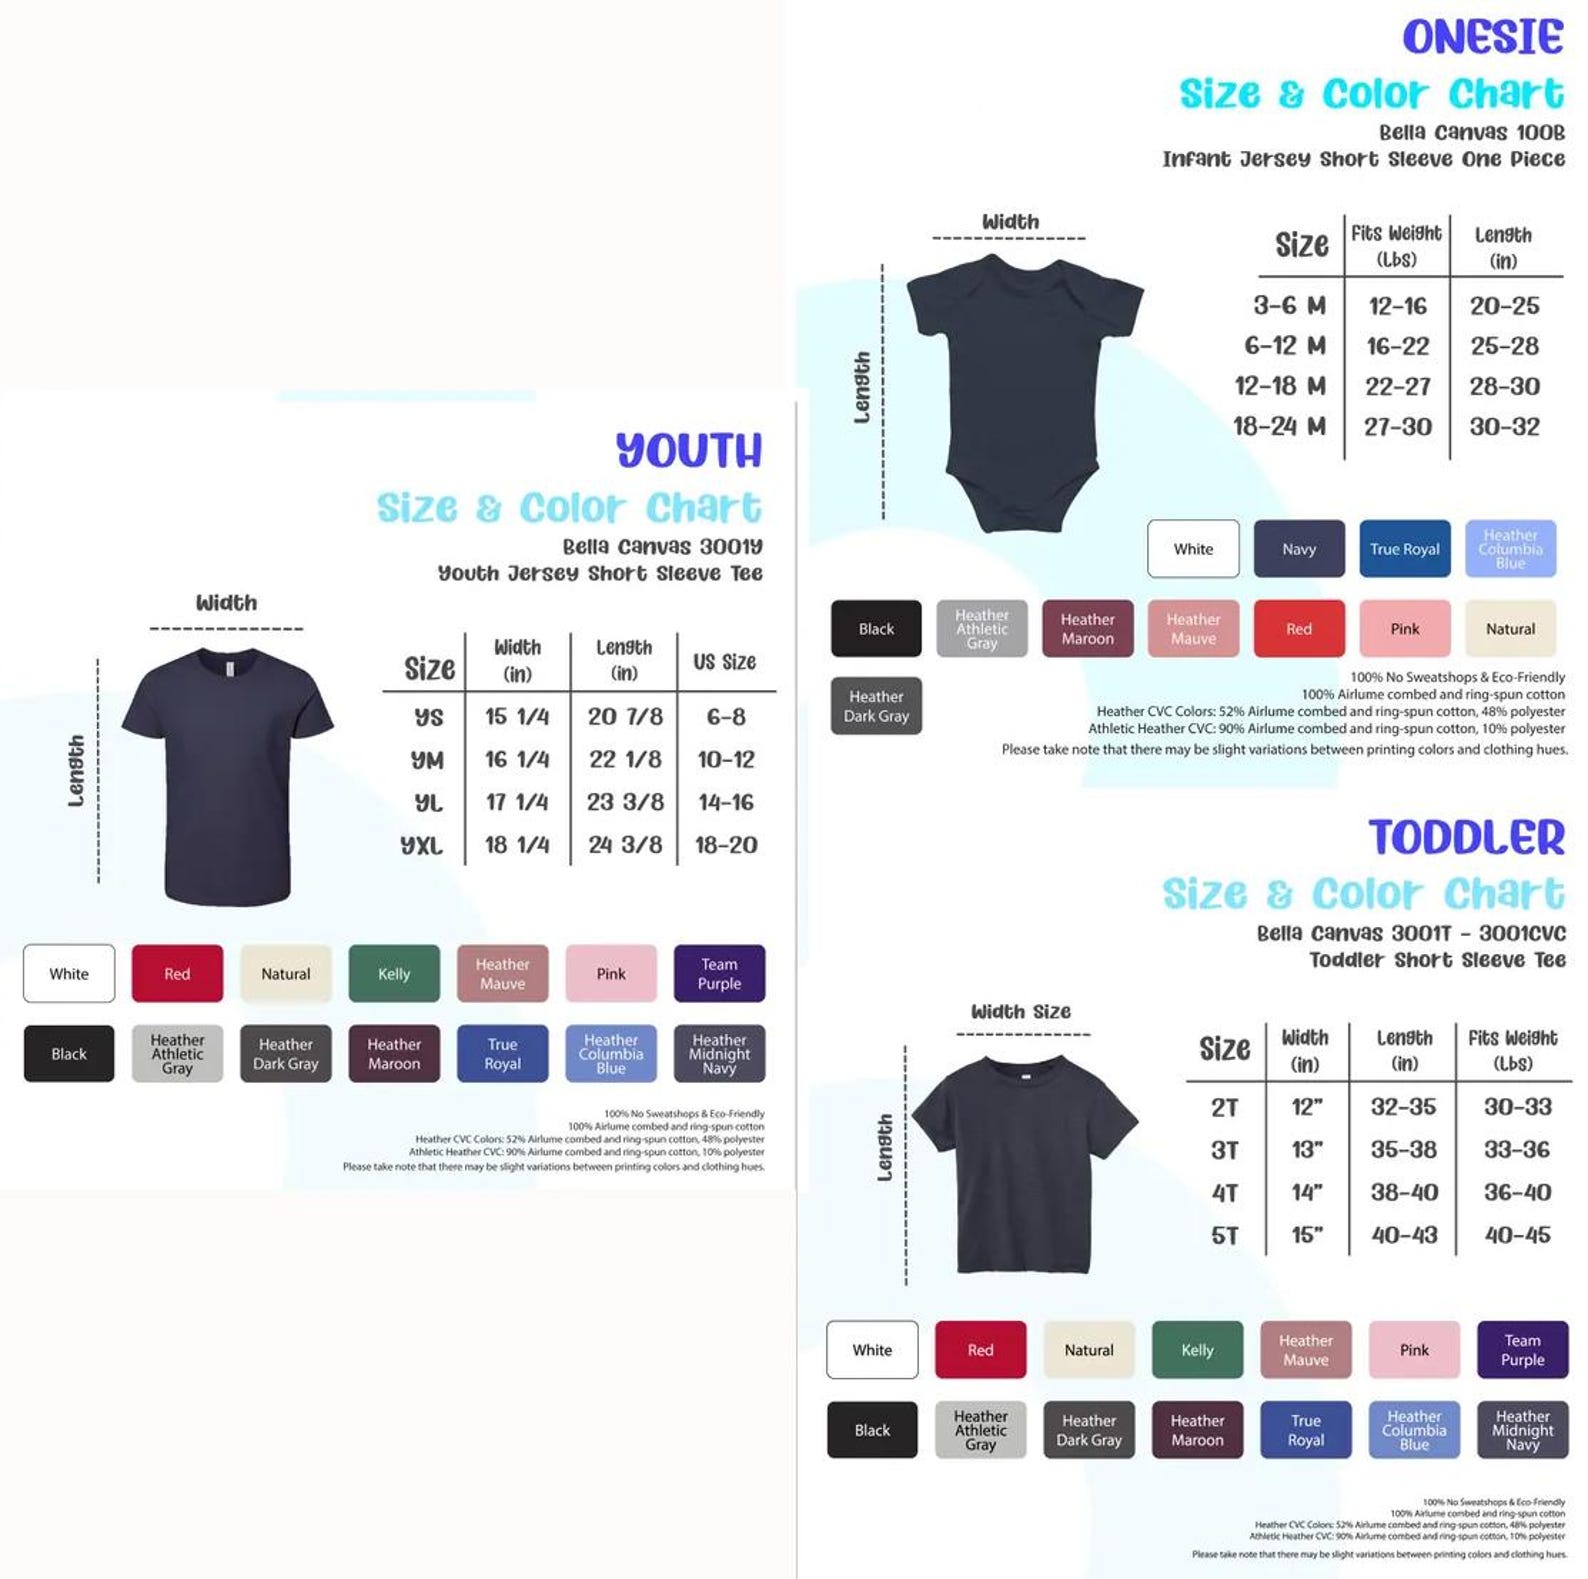 ONESIE
Size & Color Chart
Bella Canvas 100B
Infant Jersey Short Sleeve One Piece
Width
Length
Size Fits Weight (Lbs) Length (in)
3-6 M 12-16 20-25
6-12 M 16-22 25-28
12-18 M 22-27 28-30
18-24 M 27-30 30-32
White Navy True Royal Heather Columbia Blue
Black Heather Athletic Gray Heather Maroon Heather Mauve Red Pink Natural
Heather Dark Gray
100% No Sweatshops & Eco-Friendly
100% Airlume combed and ring-spun cotton
Heather CVC Colors: 52% Airlume combed and ring-spun cotton, 48% polyester
Athletic Heather CVC: 90% Airlume combed and ring-spun cotton, 10% polyester
Please take note that there may be slight variations between printing colors and clothing hues.
YOUTH
Size & Color Chart
Bella Canvas 3001Y
Youth Jersey Short Sleeve Tee
Width
Length
Size Width (in) Length (in) US Size
YS 15 1/4 20 7/8 6-8
YM 16 1/4 22 1/8 10-12
YL 17 1/4 23 3/8 14-16
YXL 18 1/4 24 3/8 18-20
White Red Natural Kelly Heather Mauve Pink Team Purple
Black Heather Athletic Gray Heather Dark Gray Heather Maroon True Royal Heather Columbia Blue Heather Midnight Navy
100% No Sweatshops & Eco-Friendly
100% Airlume combed and ring-spun cotton
Heather CVC Colors: 52% Airlume combed and ring-spun cotton, 48% polyester
Athletic Heather CVC: 90% Airlume combed and ring-spun cotton, 10% polyester
Please take note that there may be slight variations between printing colors and clothing hues.
TODDLER
Size & Color Chart
Bella Canvas 3001T - 3001CVC
Toddler Short Sleeve Tee
Width Size
Length
Size Width (in) Length (in) Fits Weight (Lbs)
2T 12” 32-35 30-33
3T 13” 35-38 33-36
4T 14” 38-40 36-40
5T 15” 40-43 40-45
White Red Natural Kelly Heather Mauve Pink Team Purple
Black Heather Athletic Gray Heather Dark Gray Heather Maroon True Royal Heather Columbia Blue Heather Midnight Navy
100% No Sweatshops & Eco-Friendly
100% Airlume combed and ring-spun cotton
Heather CVC Colors: 52% Airlume combed and ring-spun cotton, 48% polyester
Athletic Heather CVC: 90% Airlume combed and ring-spun cotton, 10% polyester
Please take note that there may be slight variations between printing colors and clothing hues.